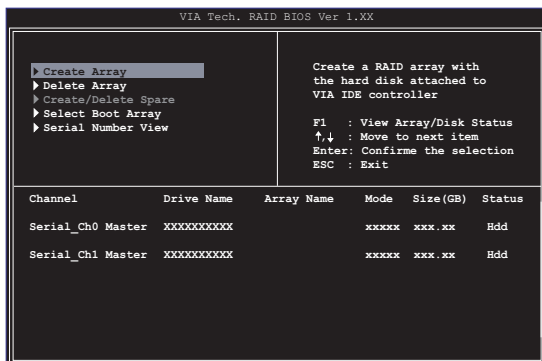 VIA Tech. RAID BIOS Ver 1.XX
Create Array
Delete Array
Create/Delete Spare
Select Boot Array
Serial Number View
Create a RAID array with
the hard disk attached to
VIA IDE controller
F1 : View Array/Disk Status
↑,↓ : Move to next item
Enter: Confirme the selection
ESC : Exit
Channel Drive Name Array Name Mode Size(GB) Status
Serial_Ch0 Master XXXXXXXXXX xxxxx xxx.xx Hdd
Serial_Ch1 Master XXXXXXXXXX xxxxx xxx.xx Hdd